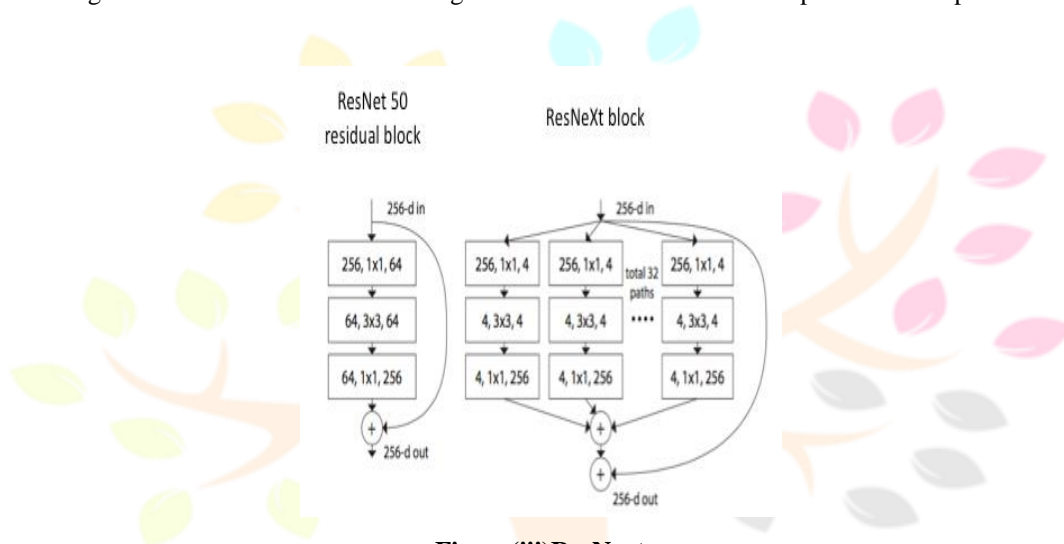 ResNet 50
residual block
ResNeXt block
256-d in
256, 1x1, 64
64, 3x3, 64
64, 1x1, 256
+
256-d out
256-d in
256, 1x1, 4
256, 1x1, 4
total 32
paths
256, 1x1, 4
4, 3x3, 4
4, 3x3, 4
....
4, 3x3, 4
4, 1x1, 256
4, 1x1, 256
4, 1x1, 256
+
+
256-d out